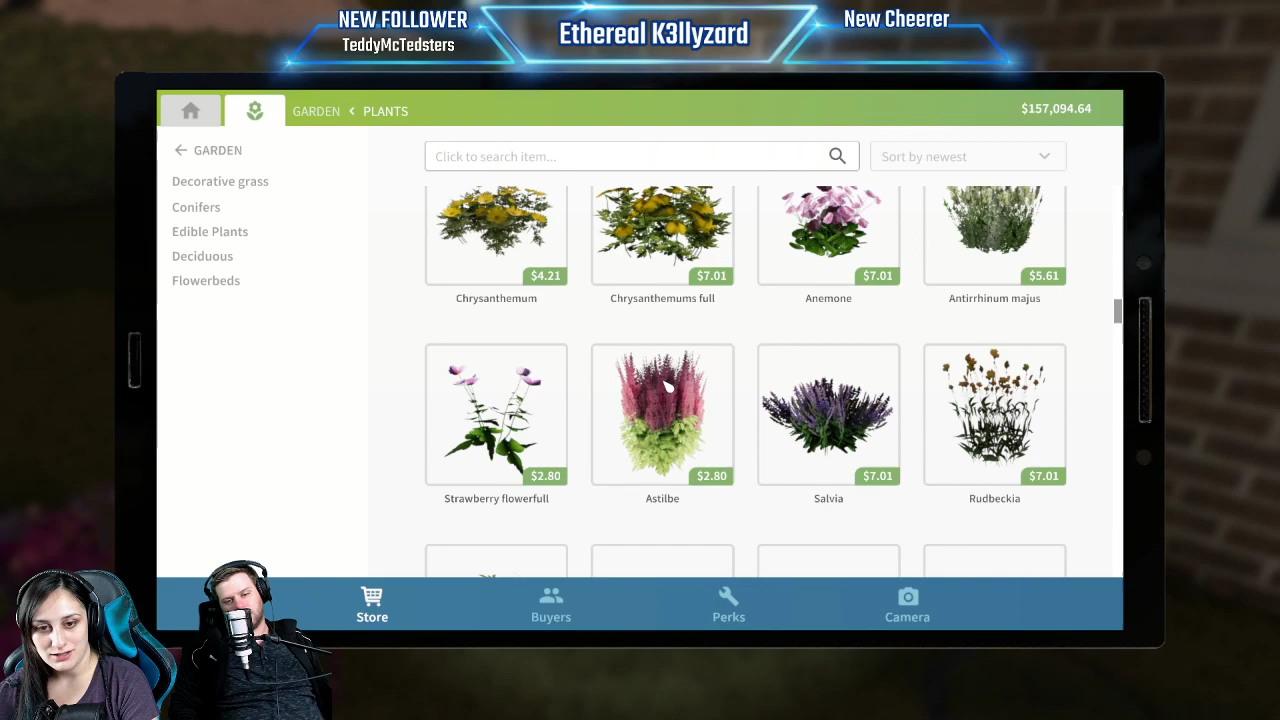 NEW FOLLOWER
TeddyMcTedsters
Ethereal K3llyzard
New Cheerer
GARDEN < PLANTS
$157,094.64
GARDEN
Click to search item...
Sort by newest
Decorative grass
Conifers
Edible Plants
Deciduous
Flowerbeds
$4.21
$7.01
$7.01
$5.61
Chrysanthemum
Chrysanthemums full
Anemone
Antirrhinum majus
$2.80
$2.80
$7.01
$7.01
Strawberry flowerfull
Astilbe
Salvia
Rudbeckia
Store
Buyers
Perks
Camera